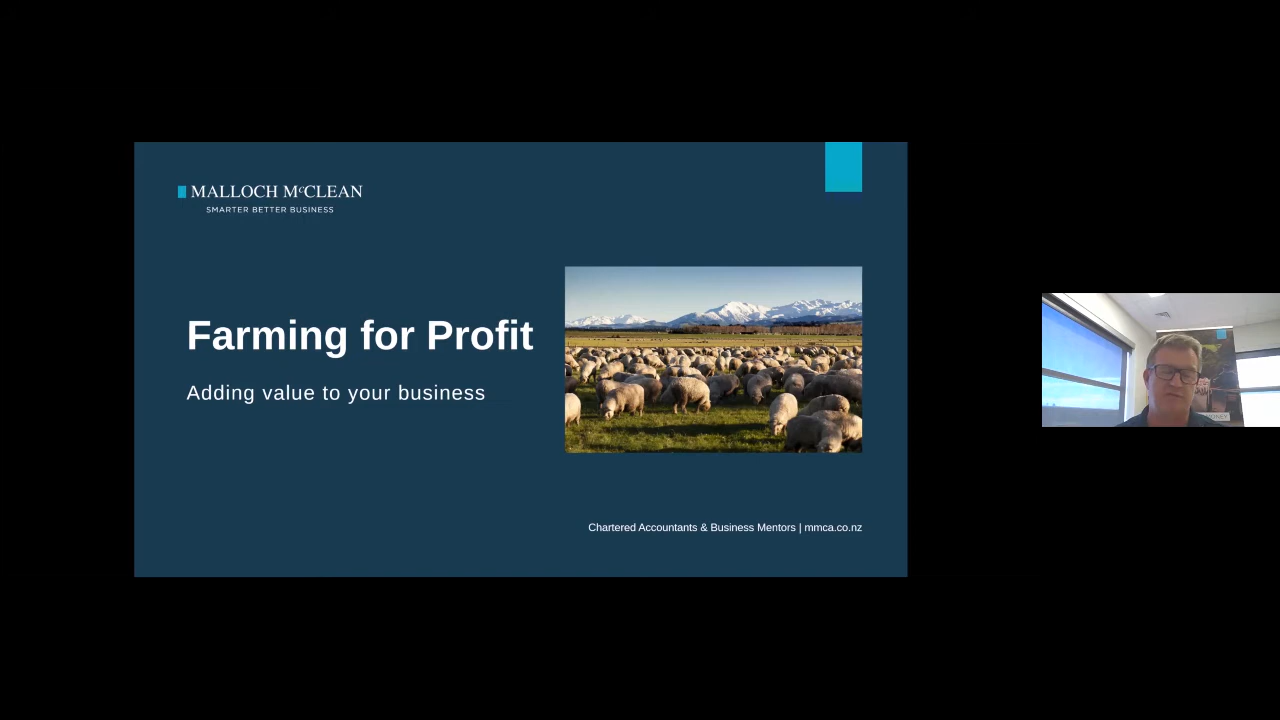 MALLOCH McCLEAN
SMARTER BETTER BUSINESS
Farming for Profit
Adding value to your business
Chartered Accountants & Business Mentors | mmca.co.nz